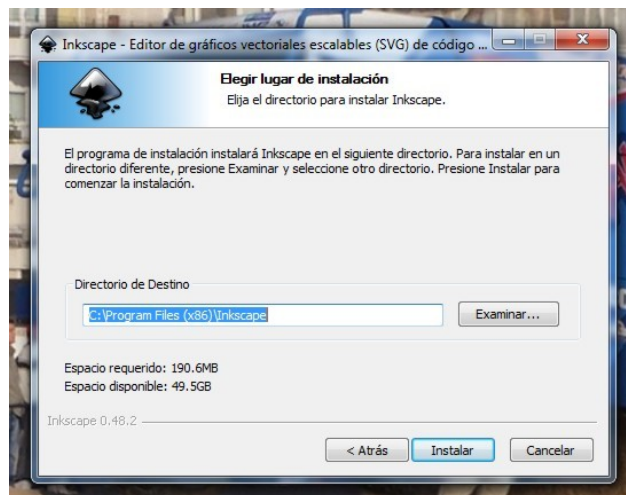 Inkscape - Editor de gráficos vectoriales escalables (SVG) de código ...
Elegir lugar de instalación
Elija el directorio para instalar Inkscape.
El programa de instalación instalará Inkscape en el siguiente directorio. Para instalar en un
directorio diferente, presione Examinar y seleccione otro directorio. Presione Instalar para
comenzar la instalación.
Directorio de Destino
C:\Program Files (x86)\Inkscape
Examinar...
Espacio requerido: 190.6MB
Espacio disponible: 49.5GB
Inkscape 0.48.2
< Atrás
Instalar
Cancelar